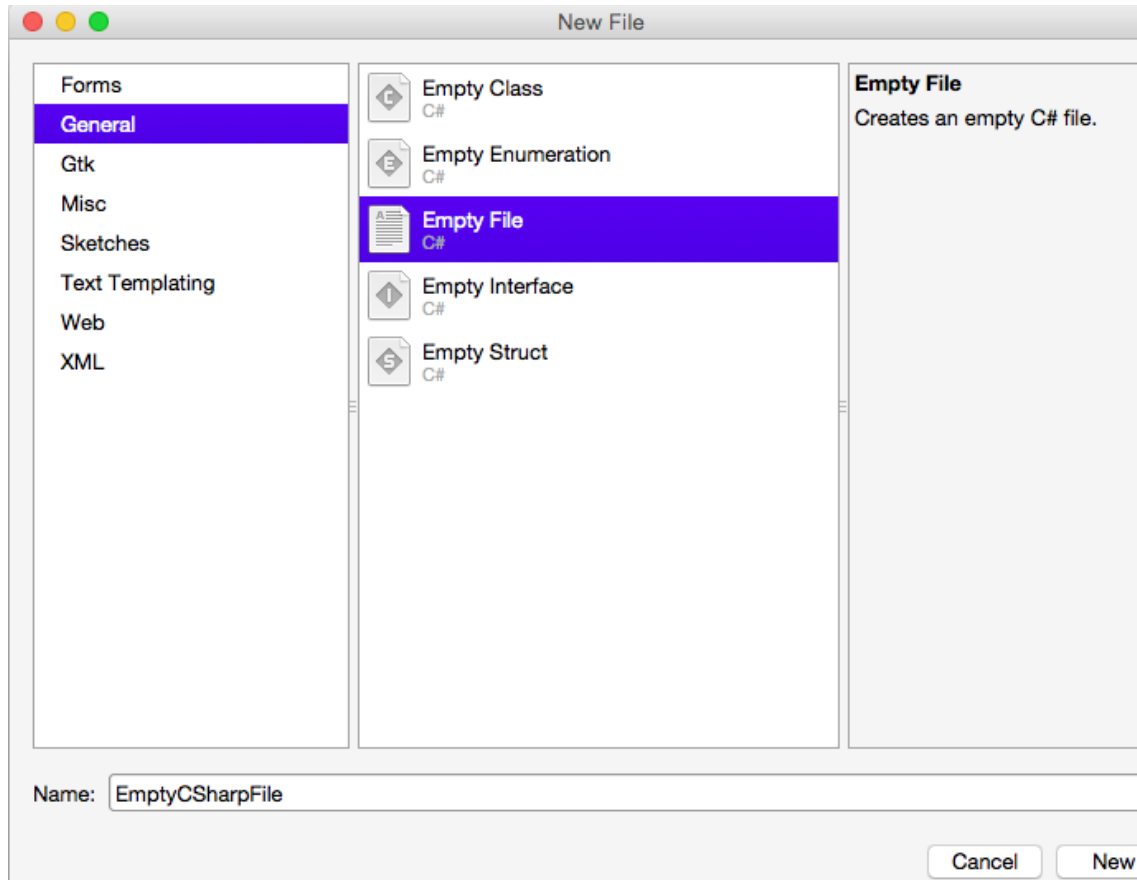 New File
Forms
General
Gtk
Misc
Sketches
Text Templating
Web
XML
Empty Class
C#
Empty Enumeration
C#
Empty File
C#
Empty Interface
C#
Empty Struct
C#
Empty File
Creates an empty C# file.
Name: EmptyCSharpFile
Cancel New